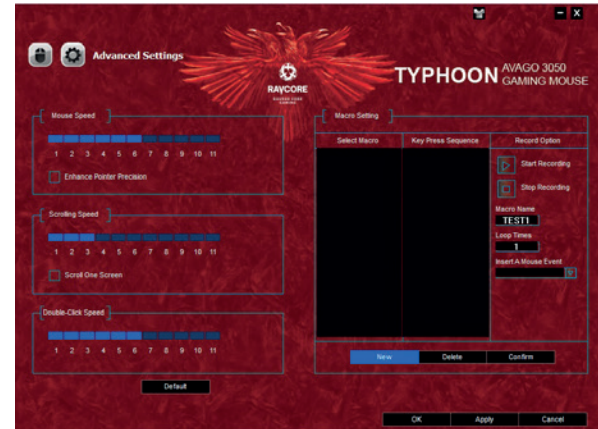 Advanced Settings
RAVCORE
RAVCORE CORE GAMING
TYPHOON AVAGO 3050 GAMING MOUSE
Mouse Speed
1 2 3 4 5 6 7 8 9 10 11
Enhance Pointer Precision
Scrolling Speed
1 2 3 4 5 6 7 8 9 10 11
Scroll One Screen
Double-Click Speed
1 2 3 4 5 6 7 8 9 10 11
Default
Macro Setting
Select Macro Key Press Sequence Record Option
Start Recording
Stop Recording
Macro Name
TEST1
Loop Times
1
Insert A Mouse Event
New Delete Confirm
OK Apply Cancel